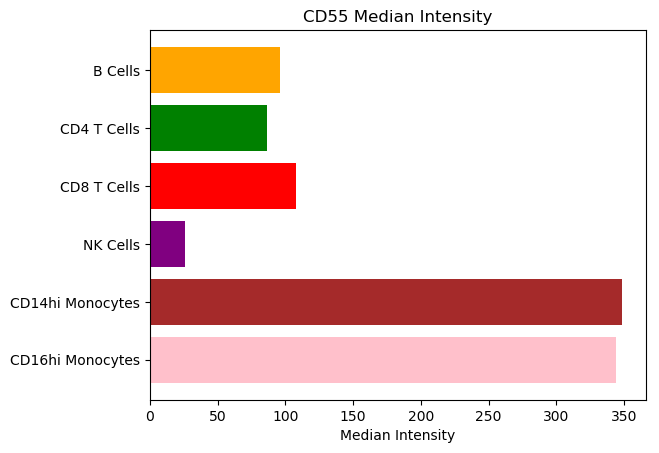 CD55 Median Intensity
B Cells
CD4 T Cells
CD8 T Cells
NK Cells
CD14hi Monocytes
CD16hi Monocytes
0 50 100 150 200 250 300 350
Median Intensity